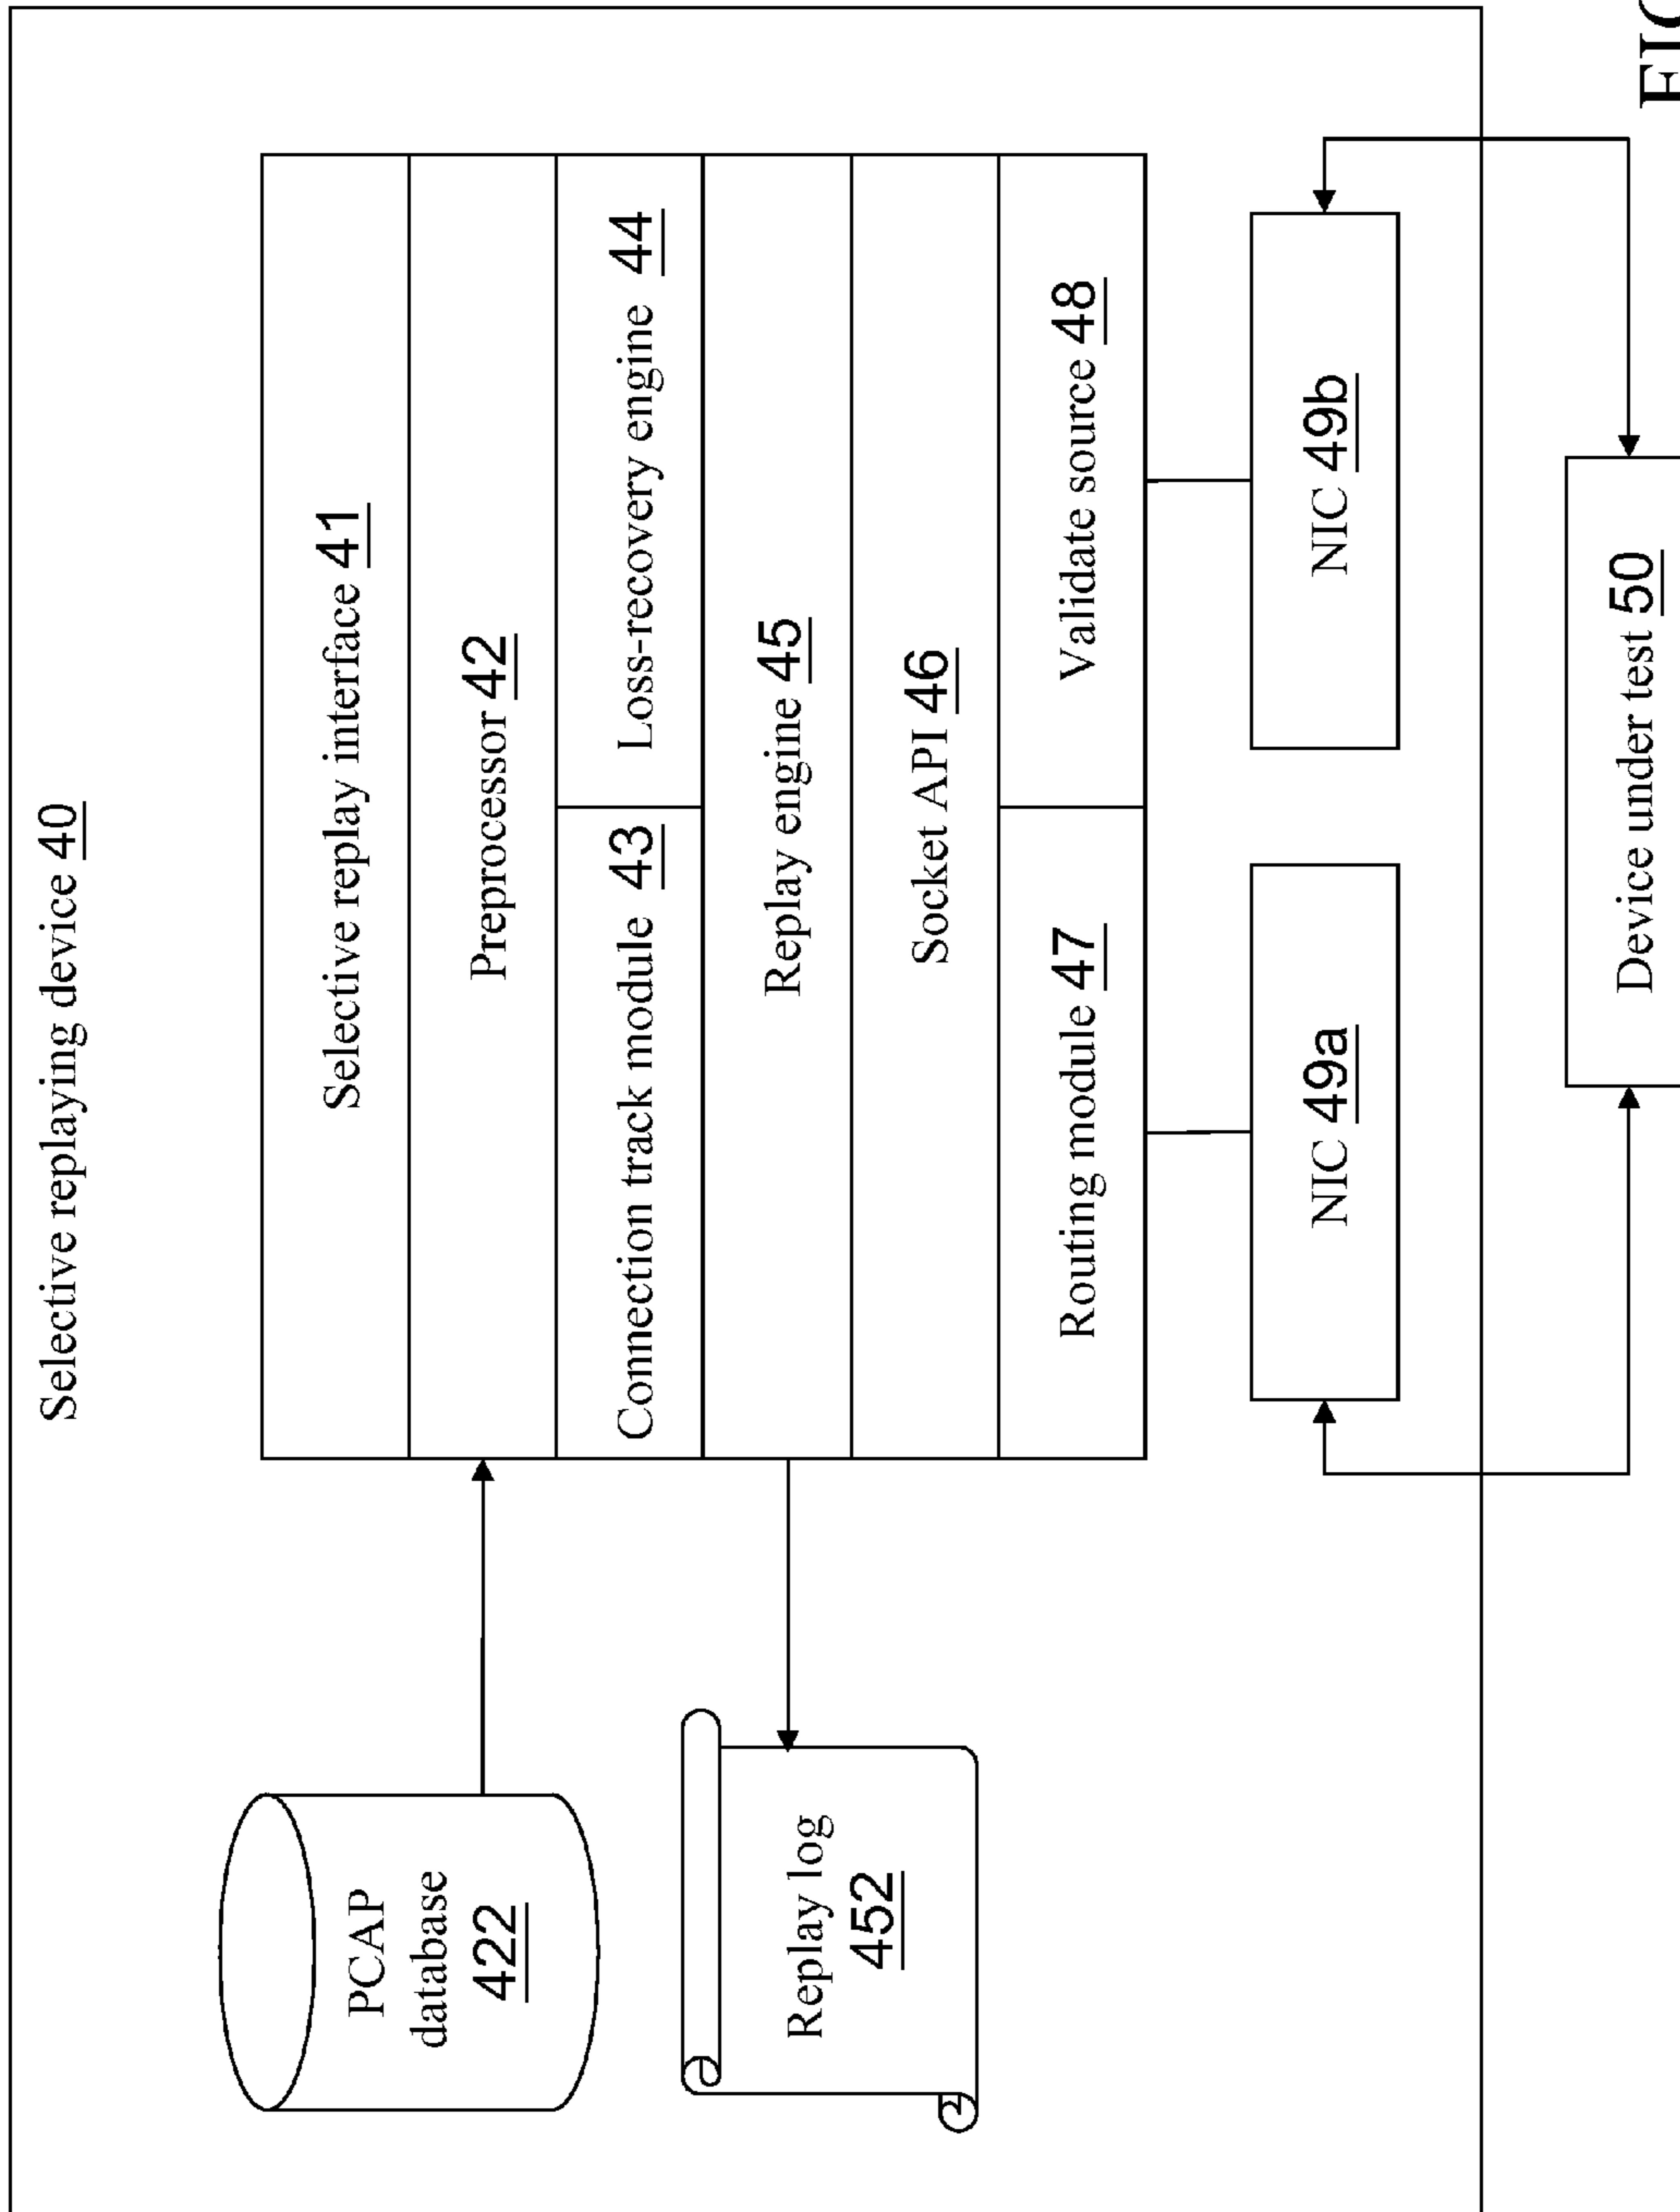 Selective replaying device 40
PCAP
database
422
Selective replay interface 41
Preprocessor 42
Connection track module 43
Loss-recovery engine 44
Replay log
452
Replay engine 45
Socket API 46
Routing module 47
Validate source 48
NIC 49a
NIC 49b
Device under test 50